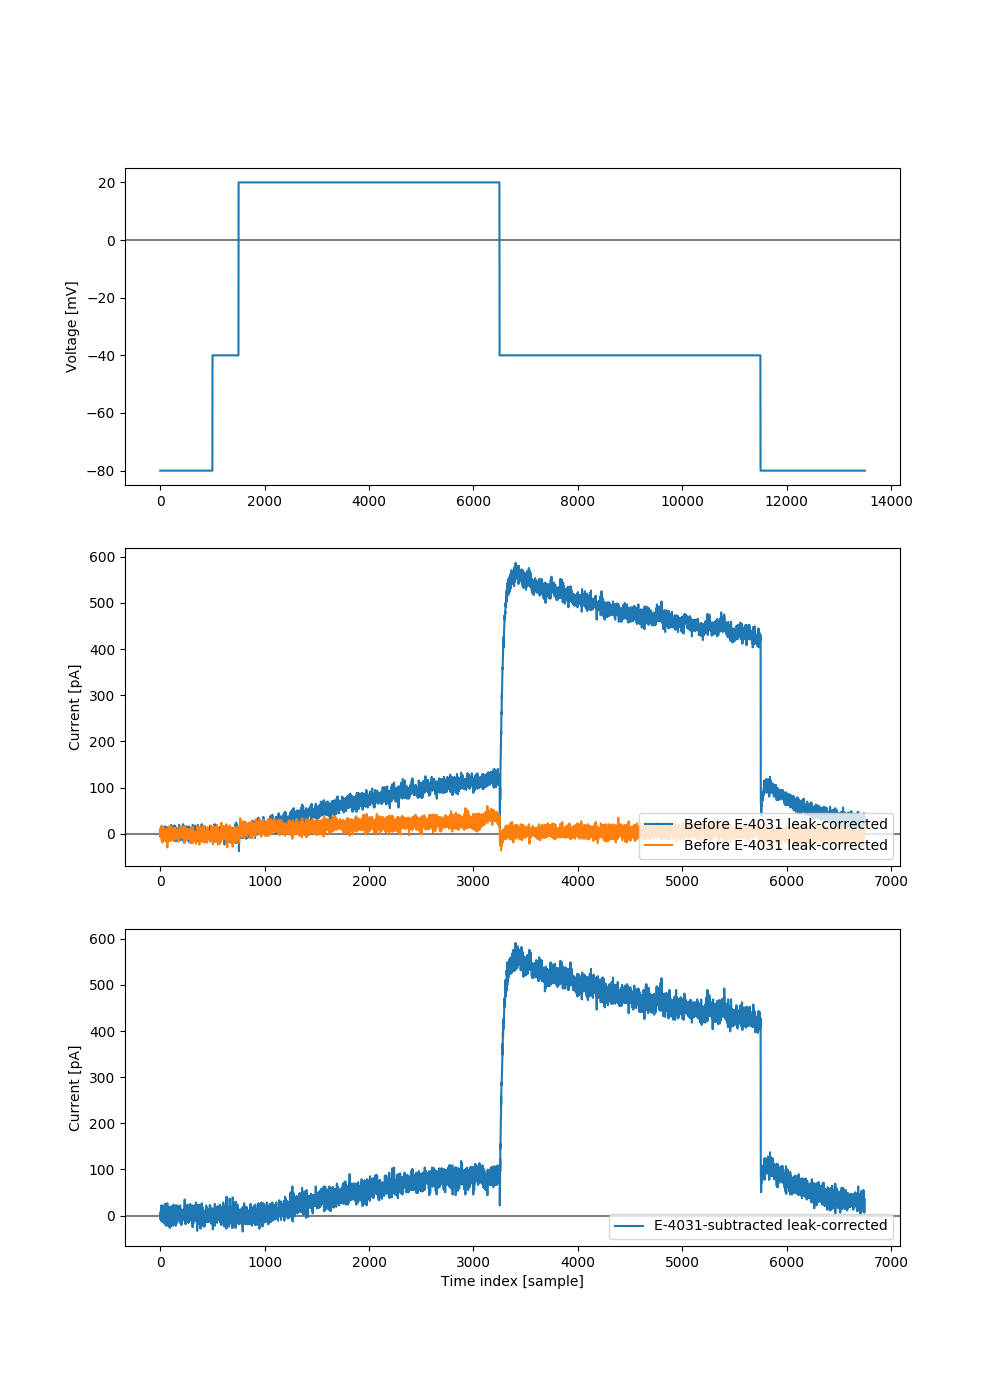 20
0
−20
−40
−60
−80
Voltage [mV]
0 2000 4000 6000 8000 10000 12000 14000
600
500
400
300
200
100
0
Current [pA]
Before E-4031 leak-corrected
Before E-4031 leak-corrected
0 1000 2000 3000 4000 5000 6000 7000
600
500
400
300
200
100
0
Current [pA]
E-4031-subtracted leak-corrected
0 1000 2000 3000 4000 5000 6000 7000
Time index [sample]